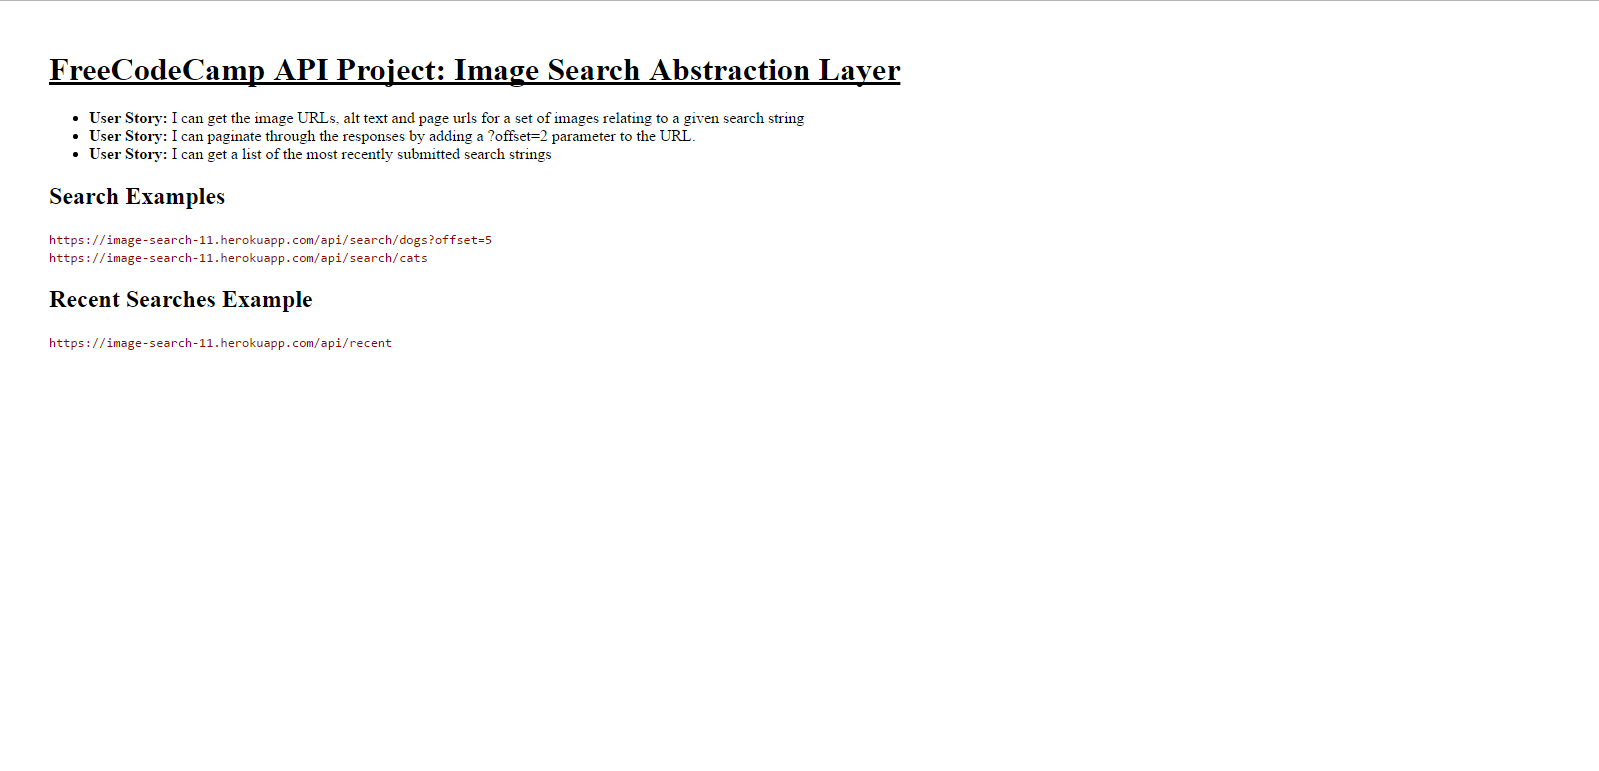 FreeCodeCamp API Project: Image Search Abstraction Layer
User Story: I can get the image URLs, alt text and page urls for a set of images relating to a given search string
User Story: I can paginate through the responses by adding a ?offset=2 parameter to the URL.
User Story: I can get a list of the most recently submitted search strings
Search Examples
https://image-search-11.herokuapp.com/api/search/dogs?offset=5
https://image-search-11.herokuapp.com/api/search/cats
Recent Searches Example
https://image-search-11.herokuapp.com/api/recent